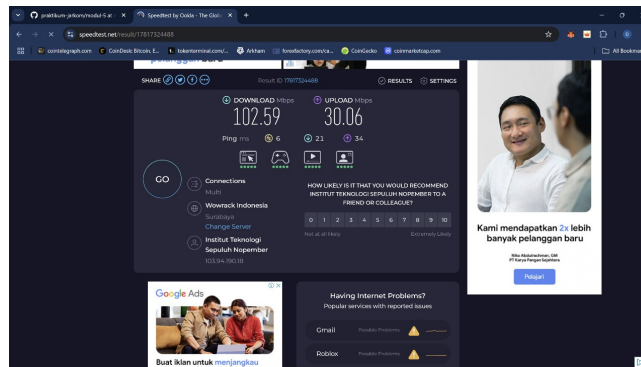 praktikum-jarkom/modul-5 at
Speedtest by Ookla - The Globa
speedtest.net/result/17817324488
cointelegraph.com
CoinDesk: Bitcoin, E...
tokenterminal.com/...
Arkham
forexfactory.com/ca...
CoinGecko
coinmarketcap.com
All Bookmar
pelanggan baru
SHARE
Result ID 17817324488
RESULTS
SETTINGS
DOWNLOAD Mbps
102.59
UPLOAD Mbps
30.06
Ping ms 6 21 34
GO
Connections
Multi
Wowrack Indonesia
Surabaya
Change Server
Institut Teknologi
Sepuluh Nopember
103.94.190.18
HOW LIKELY IS IT THAT YOU WOULD RECOMMEND
INSTITUT TEKNOLOGI SEPULUH NOPEMBER TO A
FRIEND OR COLLEAGUE?
0 1 2 3 4 5 6 7 8 9 10
Not at all likely
Extremely Likely
Kami mendapatkan 2x lebih
banyak pelanggan baru
PT Karya Pangan Sejahtera
Pelajari
Google Ads
Buat iklan untuk menjangkau
Having Internet Problems?
Popular services with reported issues
Gmail
Possible Problems
Roblox
Possible Problems